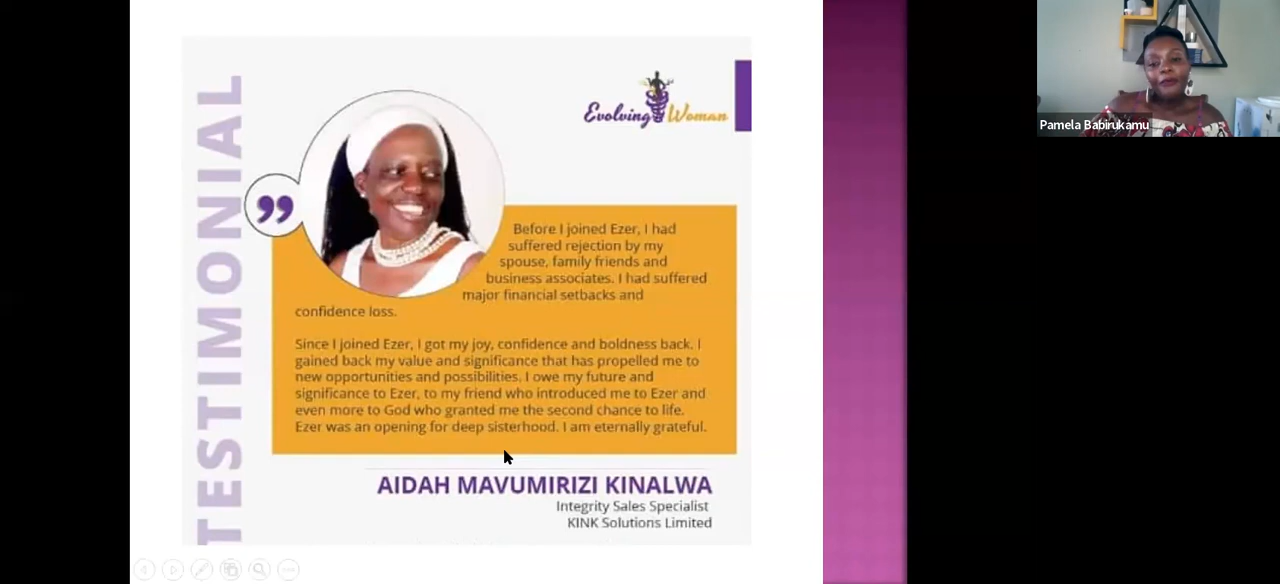 TESTIMONIAL
Evolving Woman
Pamela Babirukamu
”
Before I joined Ezer, I had
suffered rejection by my
spouse, family friends and
business associates. I had suffered
major financial setbacks and
confidence loss.
Since I joined Ezer, I got my joy, confidence and boldness back. I
gained back my value and significance that has propelled me to
new opportunities and possibilities. I owe my future and
significance to Ezer, to my friend who introduced me to Ezer and
even more to God who granted me the second chance to life.
Ezer was an opening for deep sisterhood. I am eternally grateful.
AIDAH MAVUMIRIZI KINALWA
Integrity Sales Specialist
KINK Solutions Limited